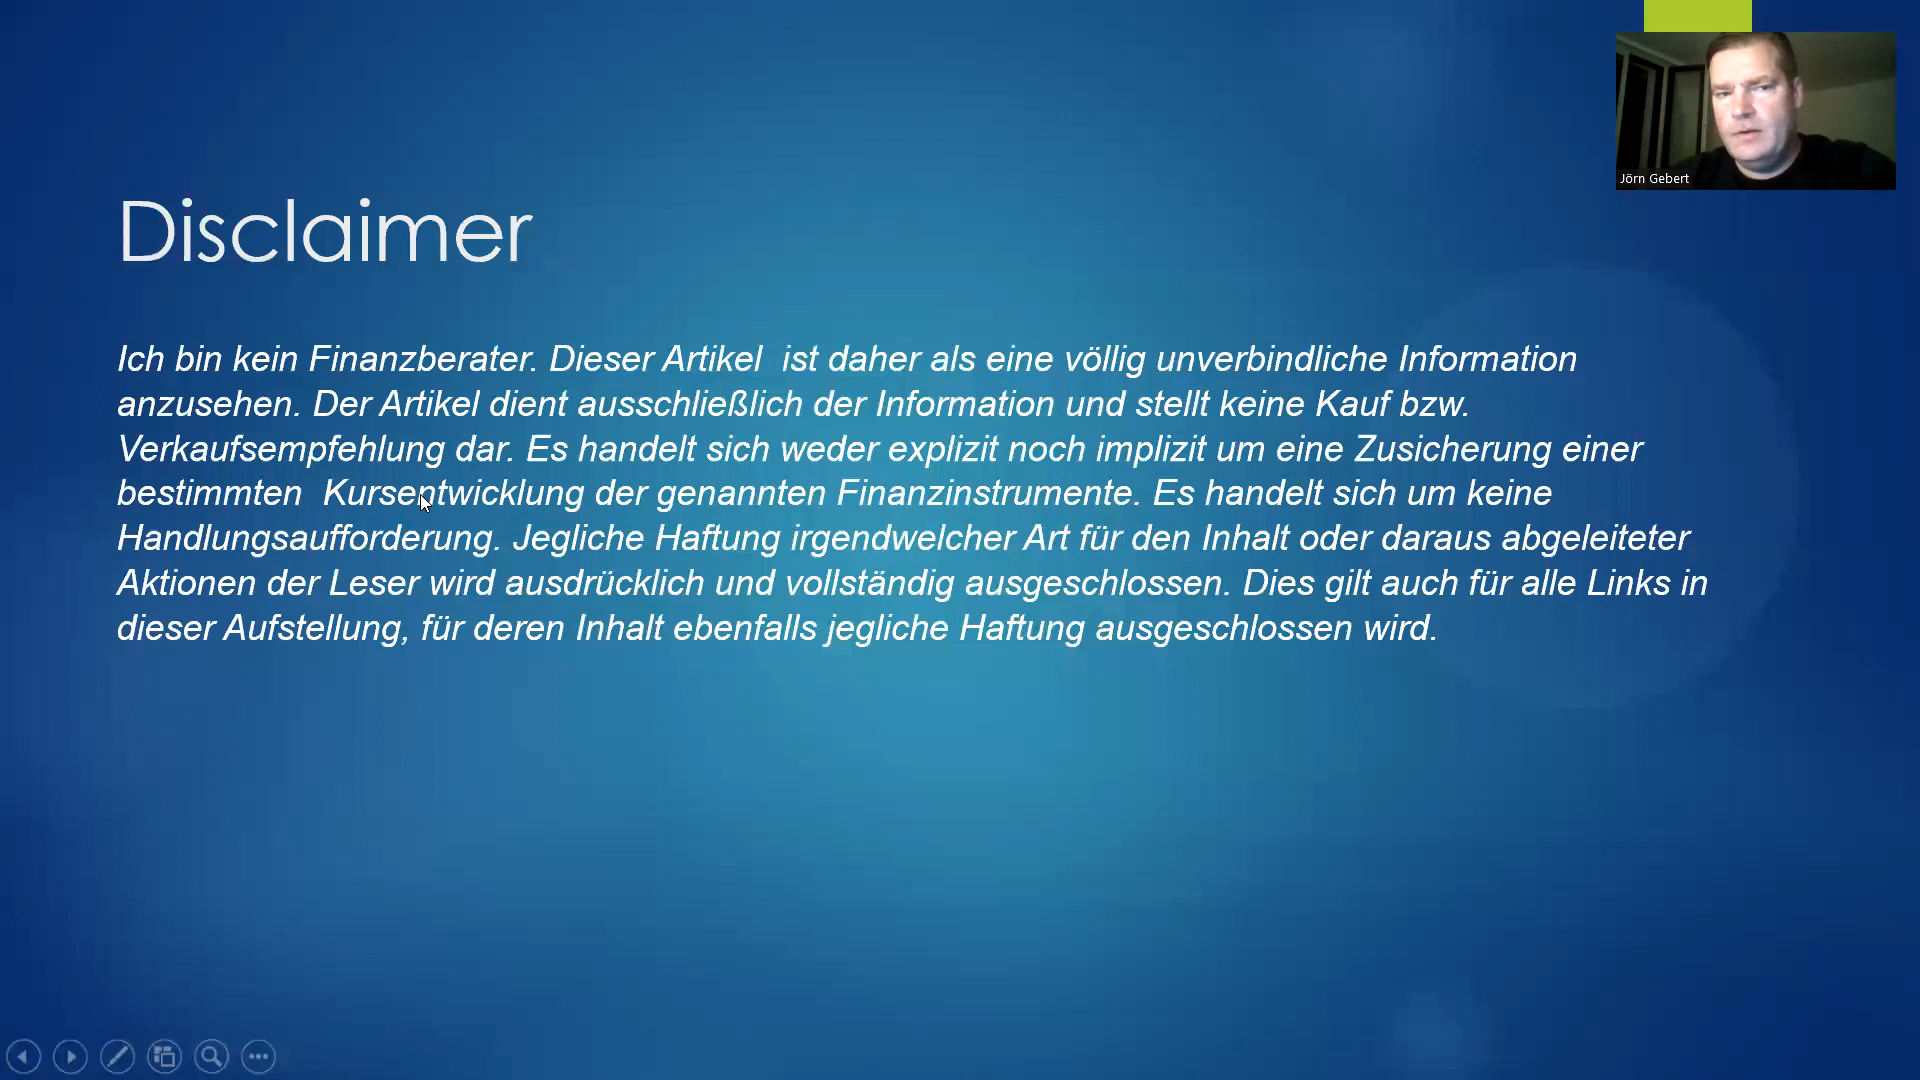 Jörn Gebert
Disclaimer
Ich bin kein Finanzberater. Dieser Artikel  ist daher als eine völlig unverbindliche Information
anzusehen. Der Artikel dient ausschließlich der Information und stellt keine Kauf bzw.
Verkaufsempfehlung dar. Es handelt sich weder explizit noch implizit um eine Zusicherung einer
bestimmten  Kursentwicklung der genannten Finanzinstrumente. Es handelt sich um keine
Handlungsaufforderung. Jegliche Haftung irgendwelcher Art für den Inhalt oder daraus abgeleiteter
Aktionen der Leser wird ausdrücklich und vollständig ausgeschlossen. Dies gilt auch für alle Links in
dieser Aufstellung, für deren Inhalt ebenfalls jegliche Haftung ausgeschlossen wird.